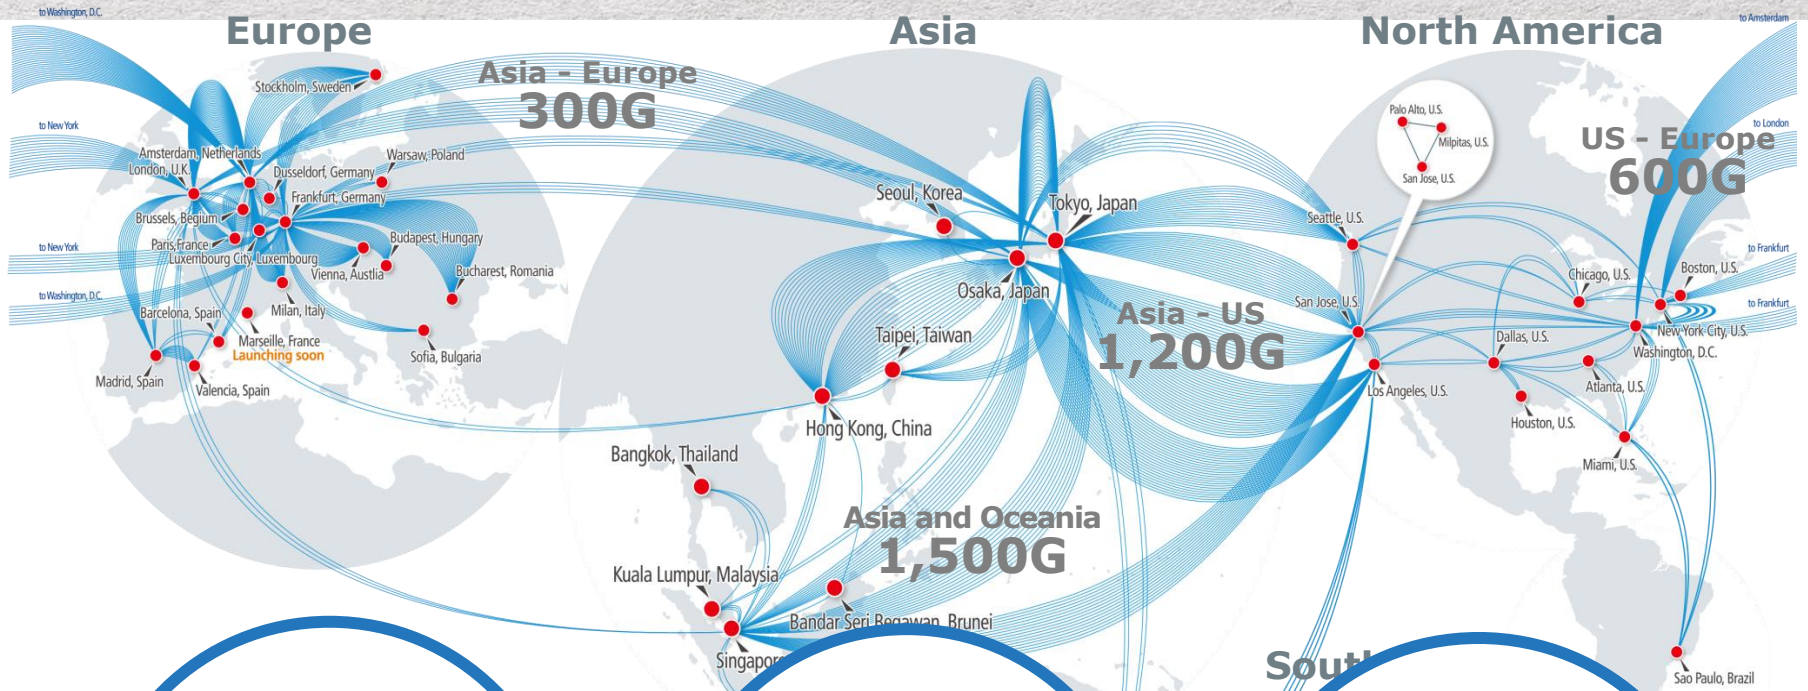 to Washington, D.C.
Europe
Asia
North America
to Amsterdam
Asia - Europe
300G
Stockholm, Sweden
Palo Alto, U.S.
Milpitas, U.S.
San Jose, U.S.
to New York
to London
US - Europe
600G
Amsterdam, Netherlands
London, U.K.
Dusseldorf, Germany
Warsaw, Poland
Frankfurt, Germany
Brussels, Begium
Seoul, Korea
Tokyo, Japan
Seattle, U.S.
Paris,France
Luxembourg City, Luxembourg
Budapest, Hungary
Vienna, Austlia
Bucharest, Romania
to New York
to Frankfurt
Chicago, U.S.
Boston, U.S.
Osaka, Japan
to Washington, D.C.
San Jose, U.S.
to Frankfurt
Barcelona, Spain
Milan, Italy
Asia - US
1,200G
Taipei, Taiwan
Dallas, U.S.
New York City, U.S.
Washington, D.C.
Marseille, France
Launching soon
Sofia, Bulgaria
Madrid, Spain
Valencia, Spain
Los Angeles, U.S.
Atlanta, U.S.
Houston, U.S.
Hong Kong, China
Bangkok, Thailand
Miami, U.S.
Asia and Oceania
1,500G
Kuala Lumpur, Malaysia
Bandar Seri Begawan, Brunei
Singapor
Sout
Sao Paulo, Brazil